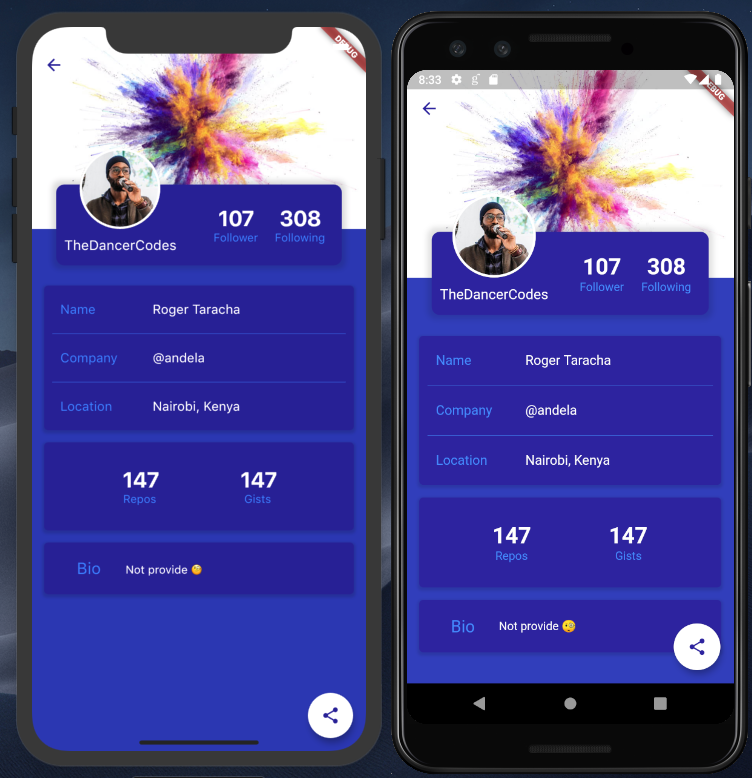 DEBUG
107 308
Follower Following
TheDancerCodes
Name Roger Taracha
Company @andela
Location Nairobi, Kenya
147 147
Repos Gists
Bio Not provide 🧐
8:33
DEBUG
107 308
Follower Following
TheDancerCodes
Name Roger Taracha
Company @andela
Location Nairobi, Kenya
147 147
Repos Gists
Bio Not provide 🧐